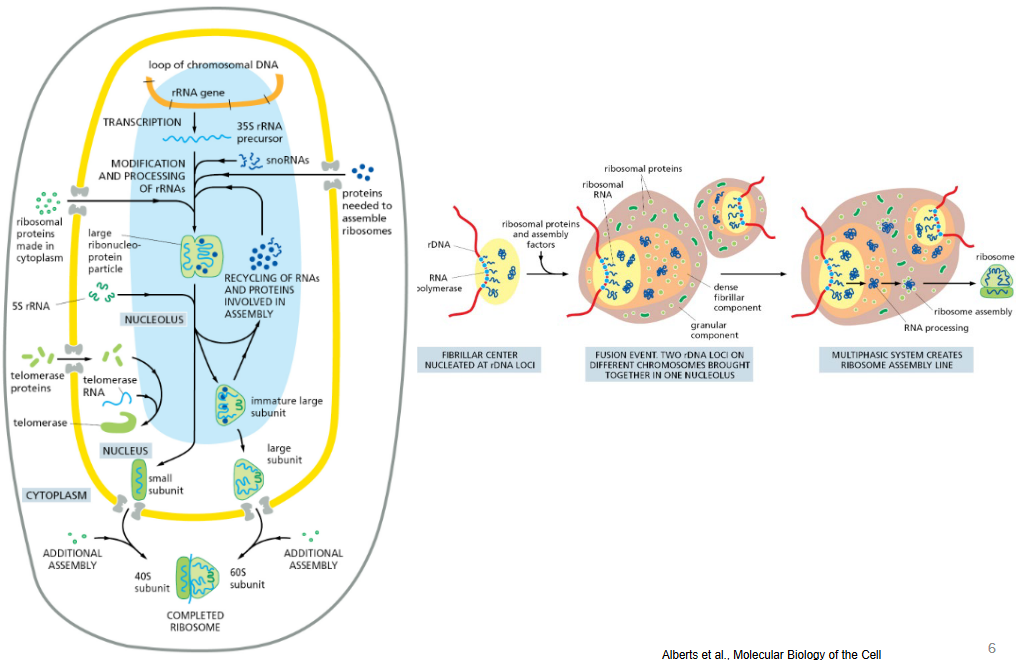 loop of chromosomal DNA
rRNA gene
TRANSCRIPTION
35S rRNA
precursor
MODIFICATION
AND PROCESSING
OF rRNAs
snoRNAs
proteins
needed to
assemble
ribosomes
ribosomal
proteins
made in
cytoplasm
large
ribonucleo-
protein
particle
RECYCLING OF RNAs
AND PROTEINS
INVOLVED IN
ASSEMBLY
5S rRNA
NUCLEOLUS
telomerase
proteins
telomerase
RNA
telomerase
immature large
subunit
NUCLEUS
large
subunit
small
subunit
CYTOPLASM
ADDITIONAL
ASSEMBLY
ADDITIONAL
ASSEMBLY
40S
subunit
60S
subunit
COMPLETED
RIBOSOME
rDNA
RNA
polymerase
ribosomal proteins
and assembly
factors
ribosomal proteins
ribosomal
RNA
dense
fibrillar
component
granular
component
ribosome
ribosome assembly
RNA processing
FIBRILLAR CENTER
NUCLEATED AT rDNA LOCI
FUSION EVENT. TWO rDNA LOCI ON
DIFFERENT CHROMOSOMES BROUGHT
TOGETHER IN ONE NUCLEOLUS
MULTIPHASIC SYSTEM CREATES
RIBOSOME ASSEMBLY LINE
Alberts et al., Molecular Biology of the Cell
6